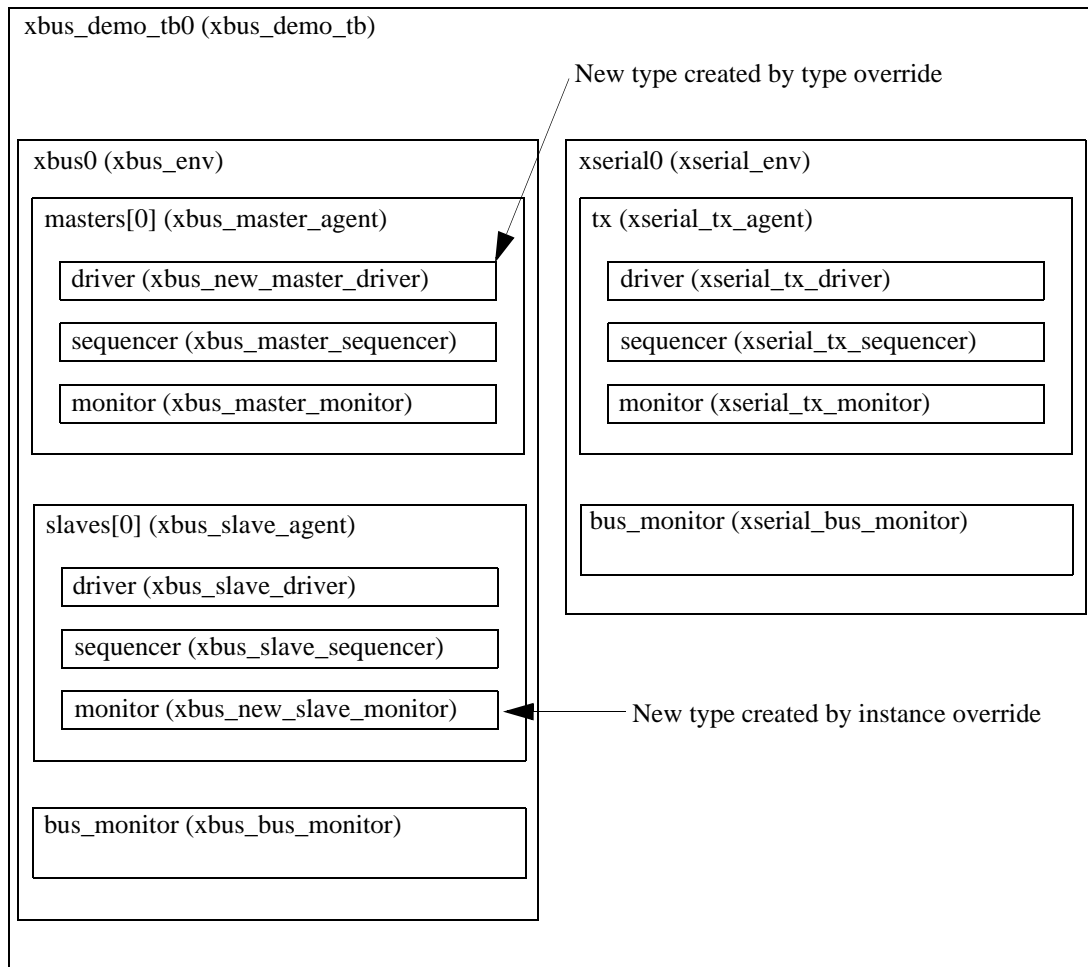 xbus_demo_tb0 (xbus_demo_tb)
New type created by type override
xbus0 (xbus_env)
masters[0] (xbus_master_agent)
driver (xbus_new_master_driver)
sequencer (xbus_master_sequencer)
monitor (xbus_master_monitor)
slaves[0] (xbus_slave_agent)
driver (xbus_slave_driver)
sequencer (xbus_slave_sequencer)
monitor (xbus_new_slave_monitor)
New type created by instance override
bus_monitor (xbus_bus_monitor)
xserial0 (xserial_env)
tx (xserial_tx_agent)
driver (xserial_tx_driver)
sequencer (xserial_tx_sequencer)
monitor (xserial_tx_monitor)
bus_monitor (xserial_bus_monitor)